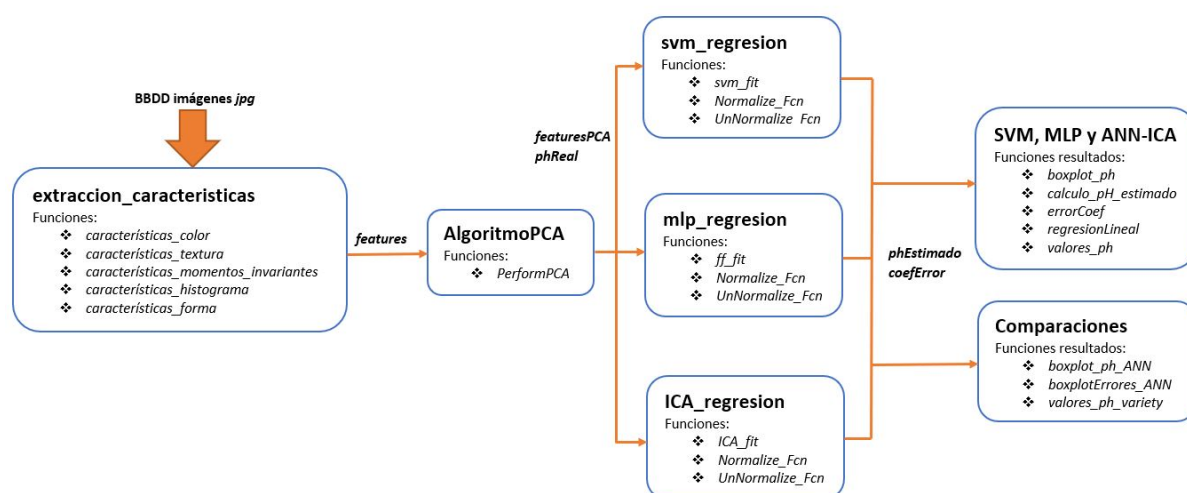 BBDD imágenes jpg
extraccion_caracteristicas
Funciones:
❖ características_color
❖ características_textura
❖ características_momentos_invariantes
❖ características_histograma
❖ características_forma
features
AlgoritmoPCA
Funciones:
❖ PerformPCA
featuresPCA
phReal
svm_regresion
Funciones:
❖ svm_fit
❖ Normalize_Fcn
❖ UnNormalize Fcn
mlp_regresion
Funciones:
❖ ff_fit
❖ Normalize_Fcn
❖ UnNormalize_Fcn
ICA_regresion
Funciones:
❖ ICA_fit
❖ Normalize_Fcn
❖ UnNormalize_Fcn
phEstimado
coefError
SVM, MLP y ANN-ICA
Funciones resultados:
❖ boxplot_ph
❖ calculo_pH_estimado
❖ errorCoef
❖ regresionLineal
❖ valores_ph
Comparaciones
Funciones resultados:
❖ boxplot_ph_ANN
❖ boxplotErrores_ANN
❖ valores_ph_variety